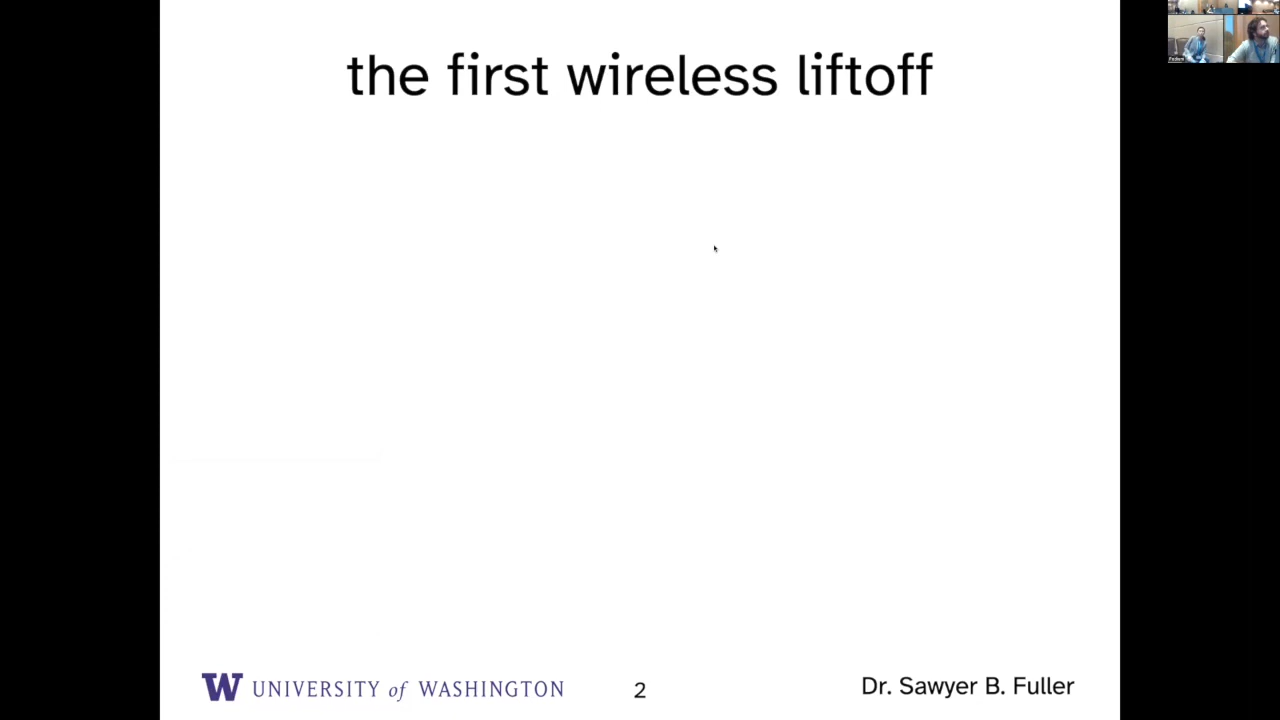 the first wireless liftoff
W UNIVERSITY of WASHINGTON
2
Dr. Sawyer B. Fuller